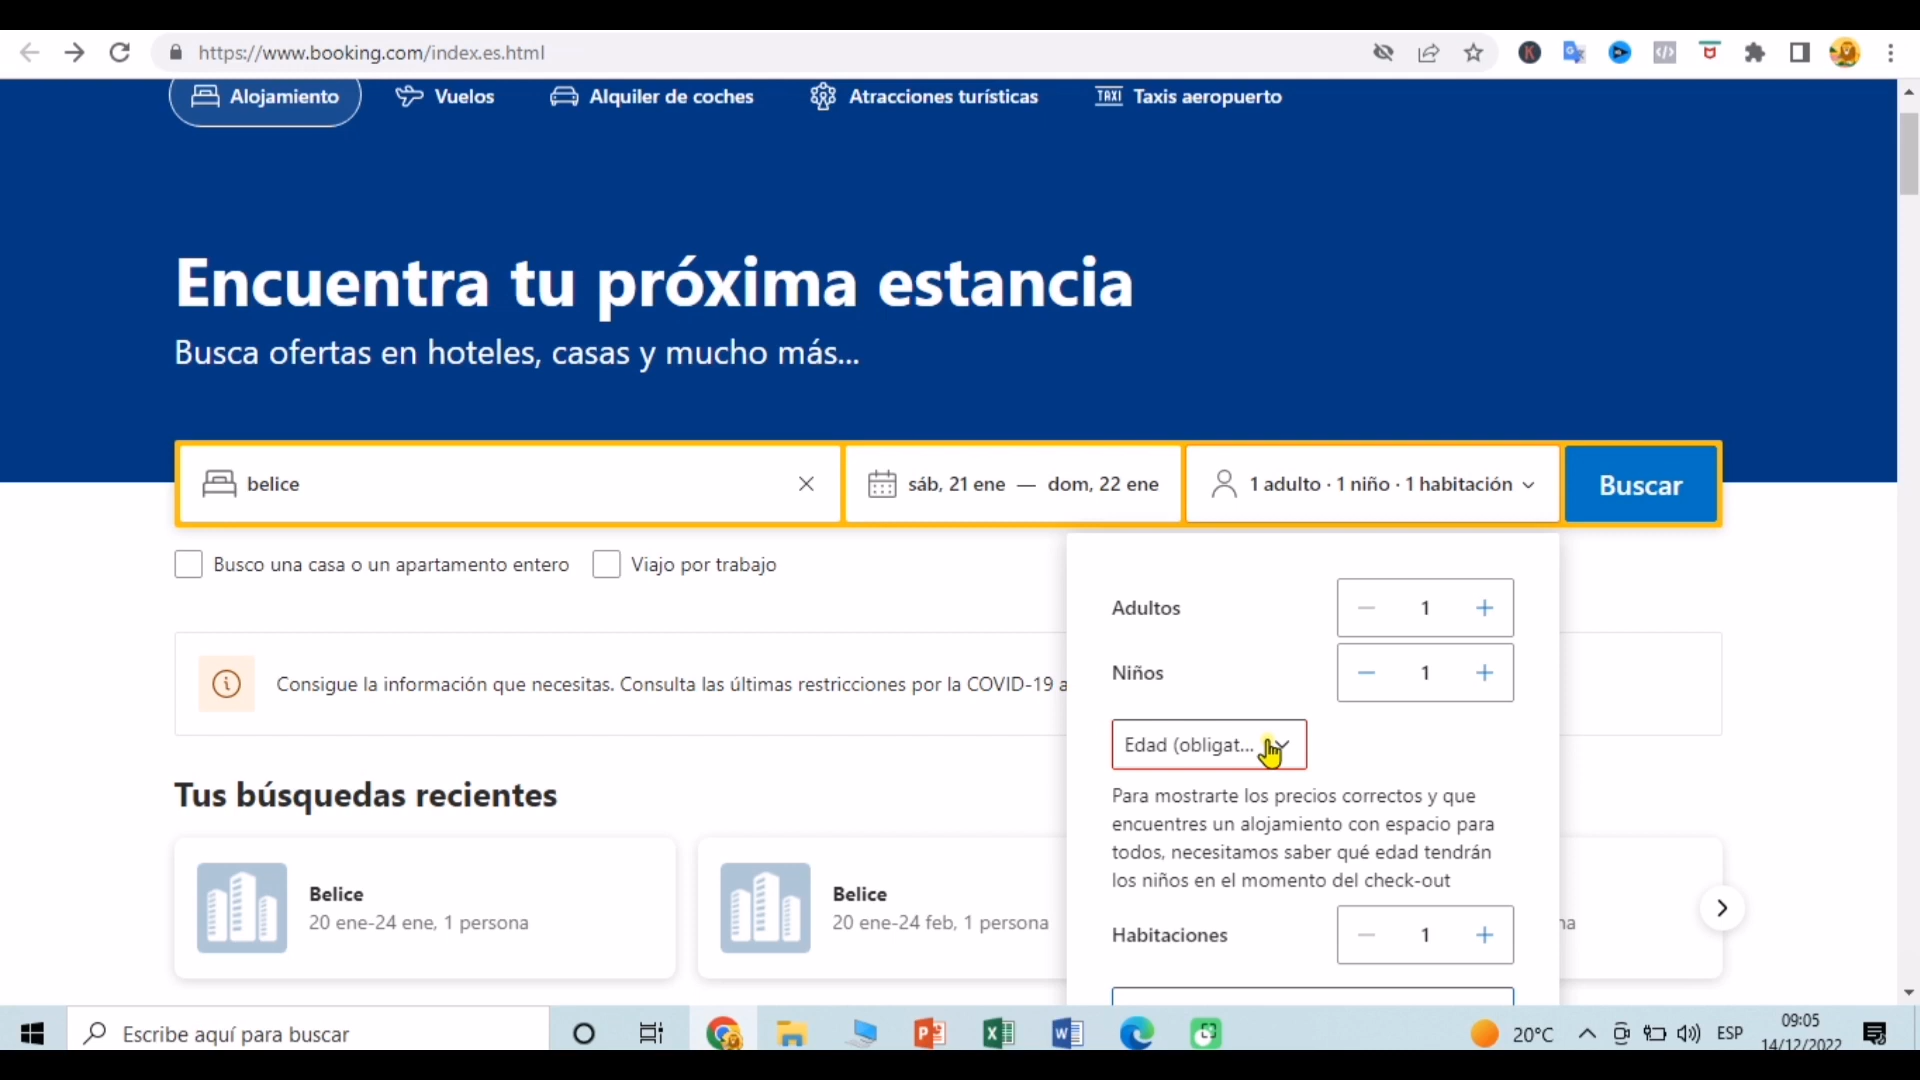 https://www.booking.com/index.es.html
Alojamiento Vuelos Alquiler de coches Atracciones turísticas TAXI Taxis aeropuerto
Encuentra tu próxima estancia
Busca ofertas en hoteles, casas y mucho más...
belice sáb, 21 ene — dom, 22 ene 1 adulto · 1 niño · 1 habitación Buscar
Busco una casa o un apartamento entero Viajo por trabajo
Adultos 1
Niños 1
Consigue la información que necesitas. Consulta las últimas restricciones por la COVID-19 a
Edad (obligat...
Para mostrarte los precios correctos y que
encuentres un alojamiento con espacio para
todos, necesitamos saber qué edad tendrán
los niños en el momento del check-out
Habitaciones 1
Tus búsquedas recientes
Belice
20 ene-24 ene, 1 persona
Belice
20 ene-24 feb, 1 persona
na
Escribe aquí para buscar
20°C ESP 09:05
14/12/2022